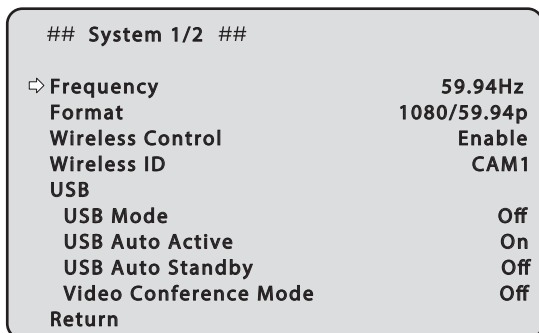 ## System 1/2 ##
⇨ Frequency 59.94Hz
Format 1080/59.94p
Wireless Control Enable
Wireless ID CAM1
USB
USB Mode Off
USB Auto Active On
USB Auto Standby Off
Video Conference Mode Off
Return